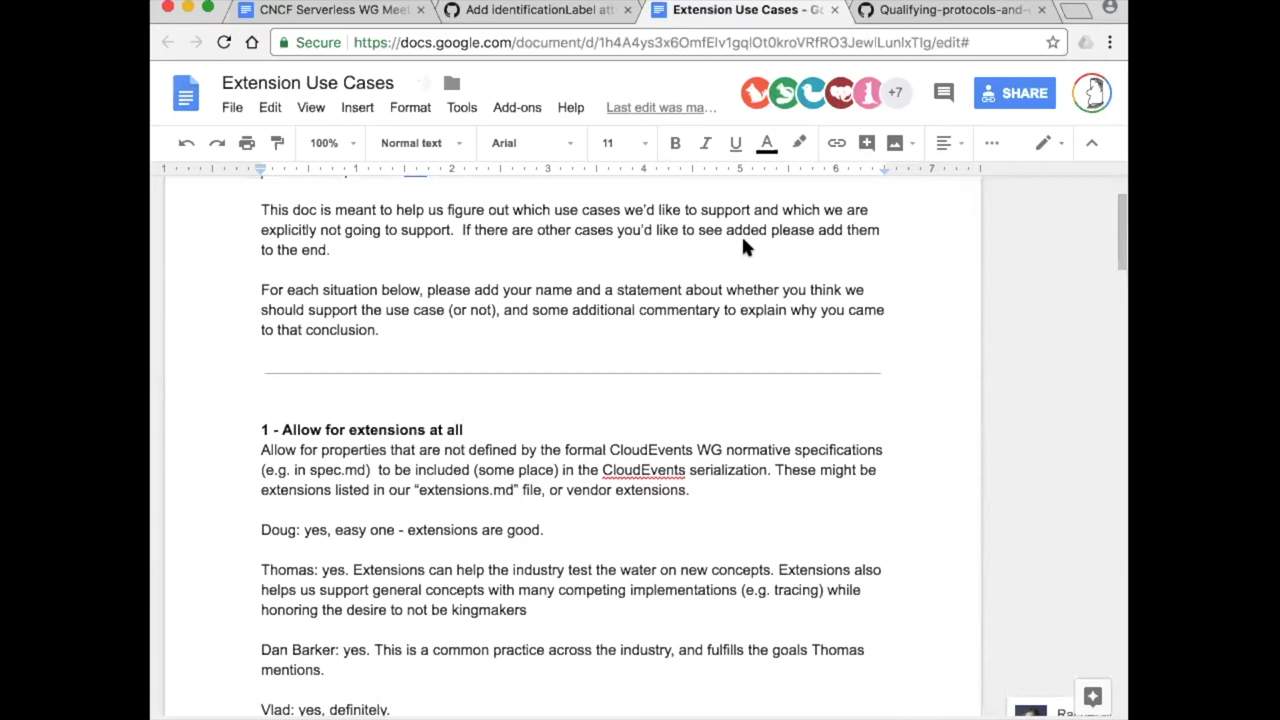 CNCF Serverless WG Meet
Add identificationLabel att
Extension Use Cases - Go
Qualifying-protocols-and-
Secure
https://docs.google.com/document/d/1h4A4ys3x6OmfElv1gqlOt0kroVRfRO3JewlLunlxTlg/edit#
Extension Use Cases
+7
SHARE
File Edit View Insert Format Tools Add-ons Help Last edit was ma...
100% Normal text Arial 11 B I U A
1 1 2 3 4 5 6 7
This doc is meant to help us figure out which use cases we'd like to support and which we are
explicitly not going to support. If there are other cases you'd like to see added please add them
to the end.
For each situation below, please add your name and a statement about whether you think we
should support the use case (or not), and some additional commentary to explain why you came
to that conclusion.
1 - Allow for extensions at all
Allow for properties that are not defined by the formal CloudEvents WG normative specifications
(e.g. in spec.md) to be included (some place) in the CloudEvents serialization. These might be
extensions listed in our “extensions.md” file, or vendor extensions.
Doug: yes, easy one - extensions are good.
Thomas: yes. Extensions can help the industry test the water on new concepts. Extensions also
helps us support general concepts with many competing implementations (e.g. tracing) while
honoring the desire to not be kingmakers
Dan Barker: yes. This is a common practice across the industry, and fulfills the goals Thomas
mentions.
Vlad: yes, definitely.